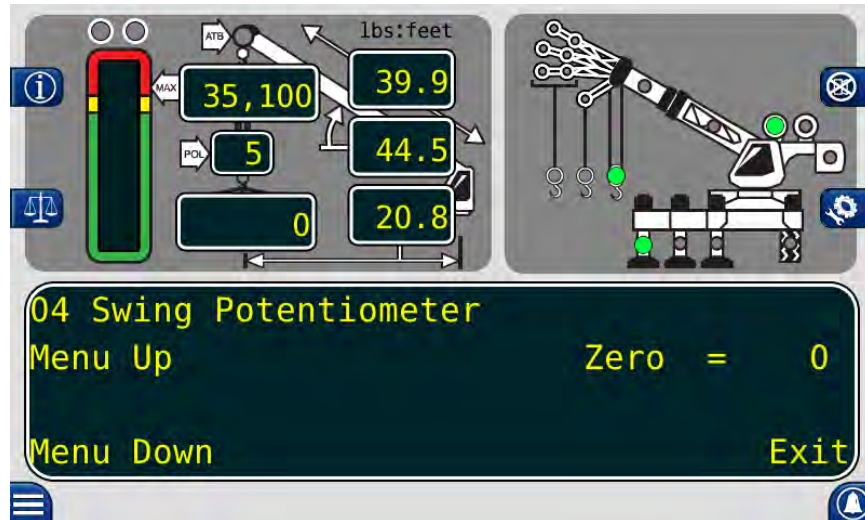 ATB
lbs:feet
MAX
35,100
39.9
POL
5
44.5
0
20.8
04 Swing Potentiometer
Menu Up Zero = 0
Menu Down Exit